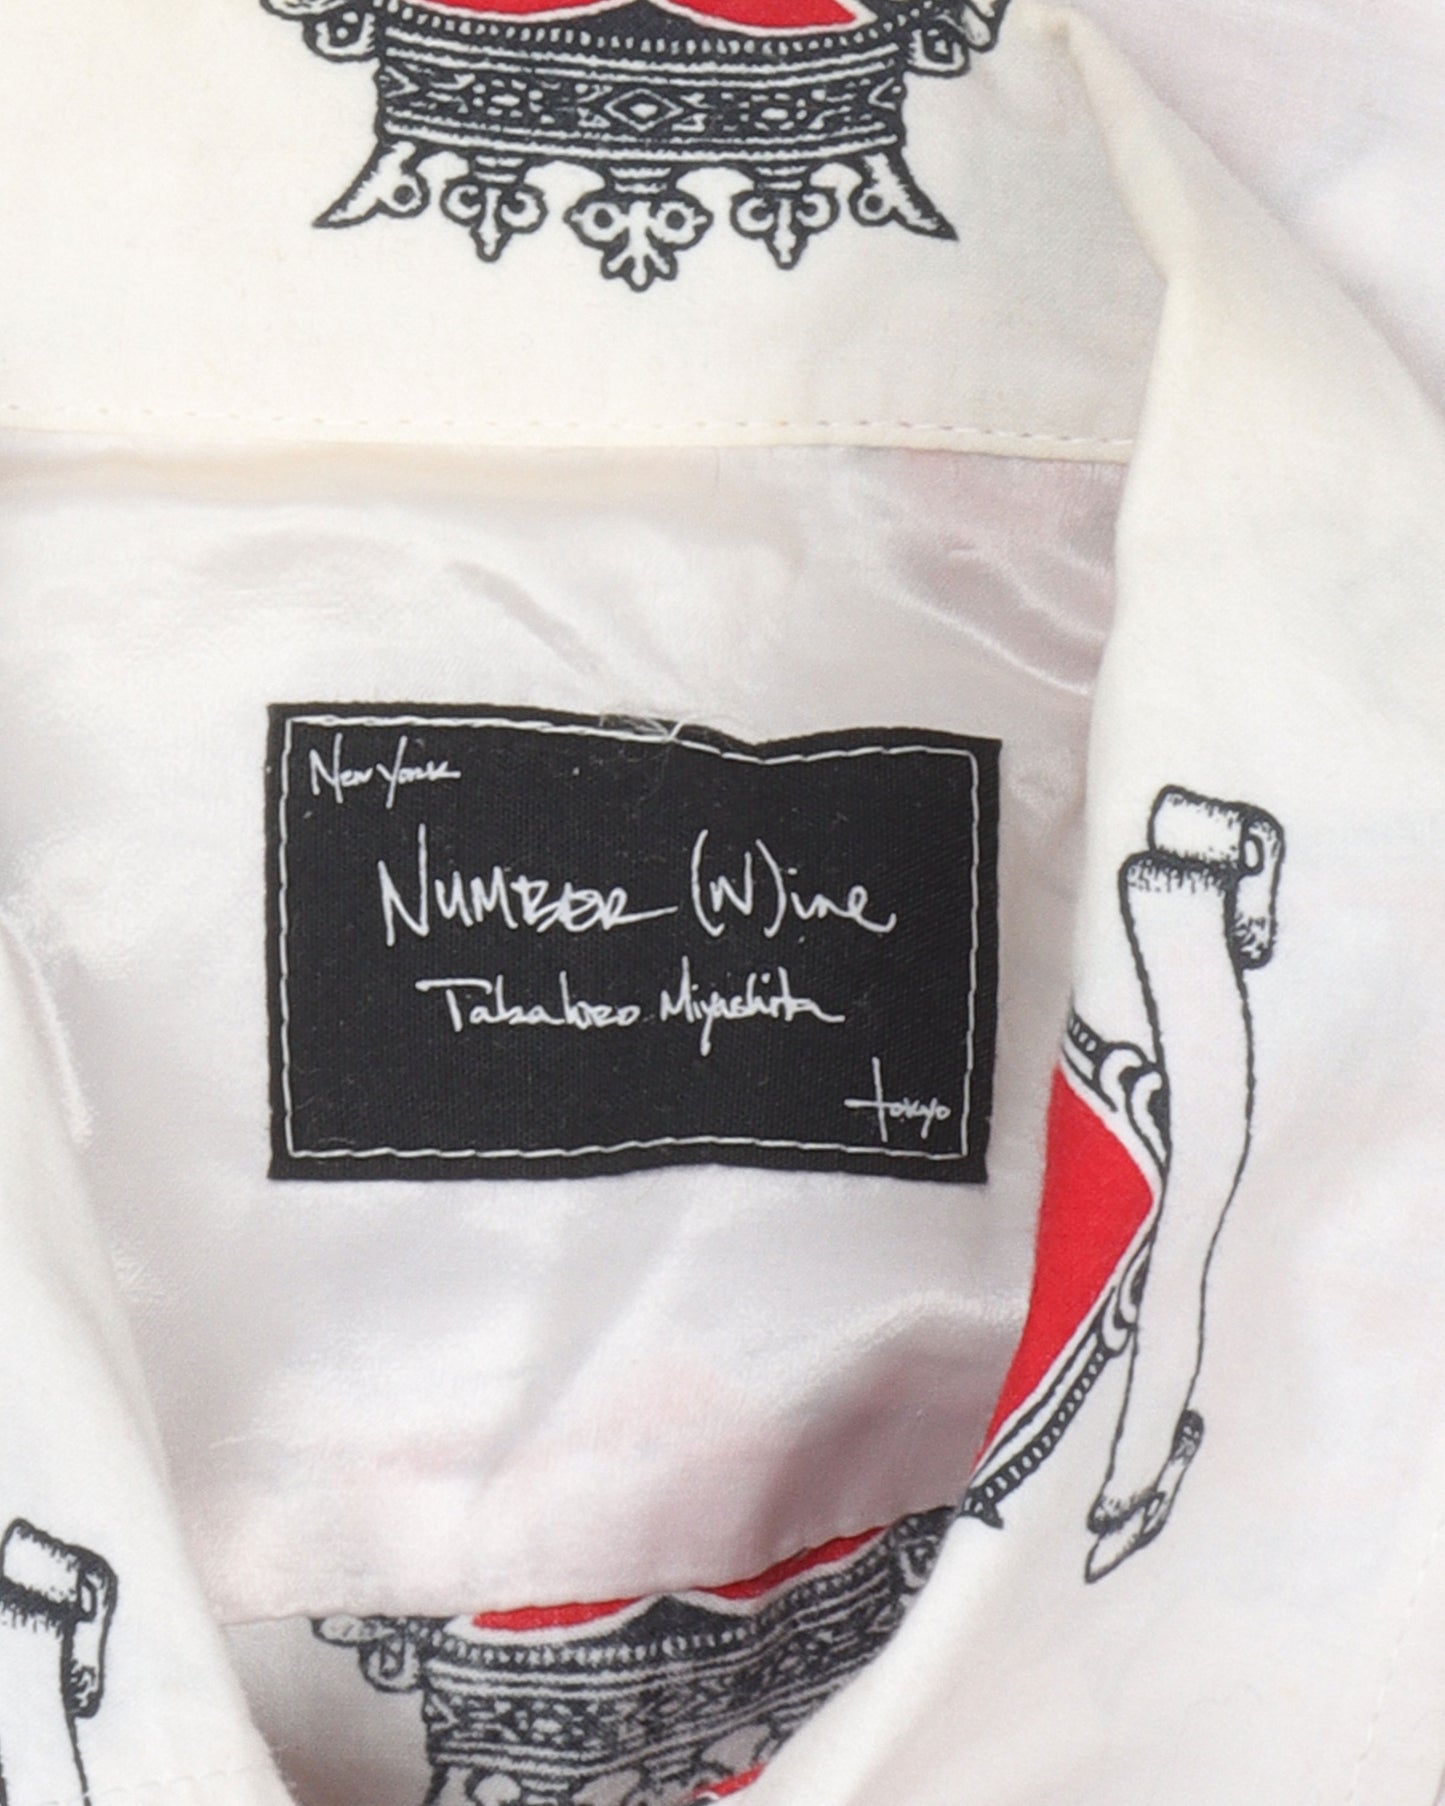 New York
NUMBER (N)ine
Takahiro Miyashita
tokyo